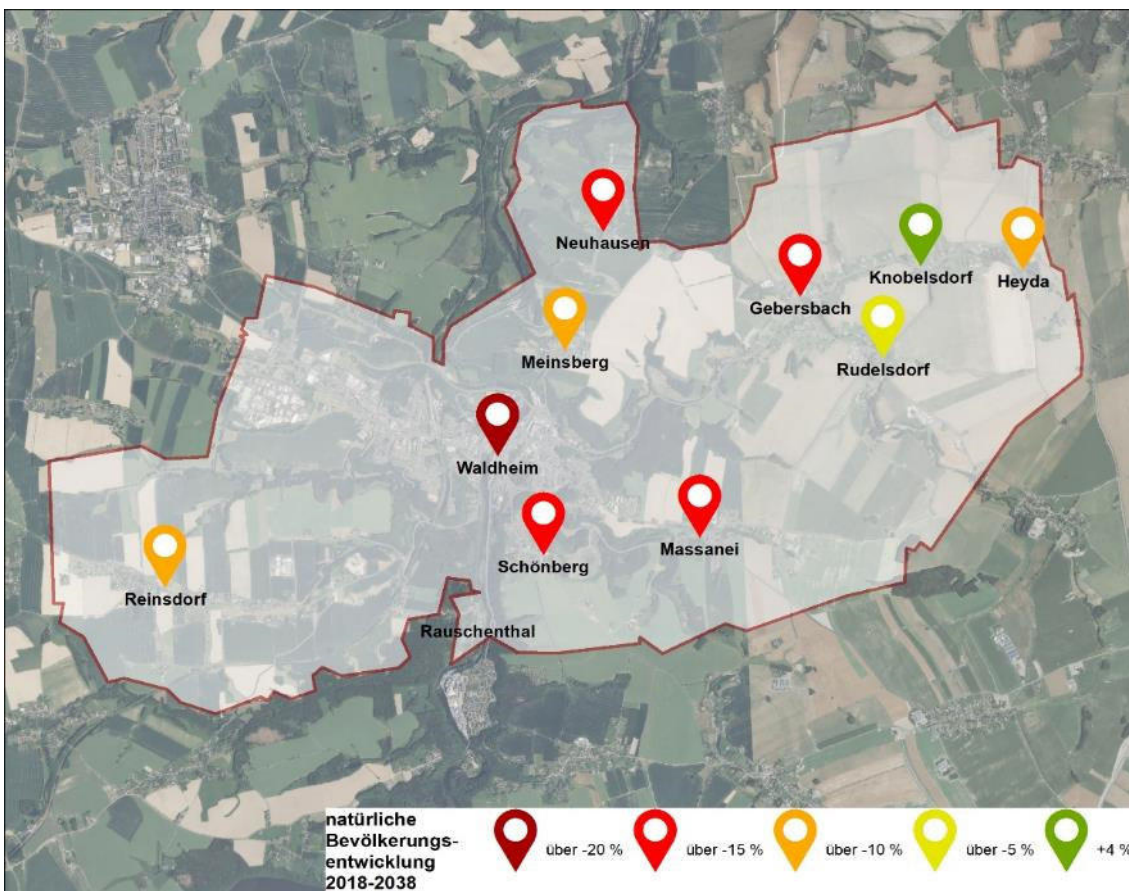 Neuhausen
Knobelsdorf
Heyda
Gebersbach
Meinsberg
Rudelsdorf
Waldheim
Massanei
Schönberg
Reinsdorf
Rauschenthal
natürliche
Bevölkerungs-
entwicklung
2018-2038
über -20 %
über -15 %
über -10 %
über -5 %
+4 %